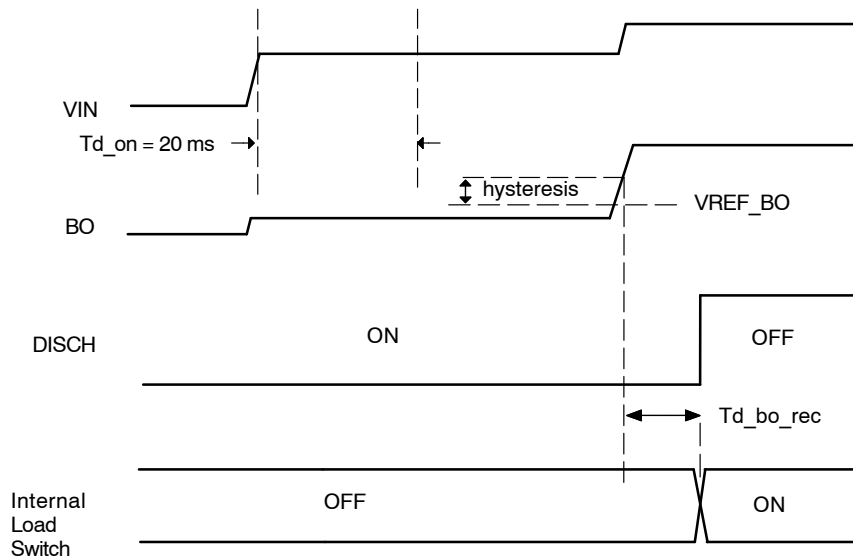 VIN
Td_on = 20 ms
hysteresis
VREF_BO
BO
DISCH
ON
OFF
Td_bo_rec
Internal
Load
Switch
OFF
ON